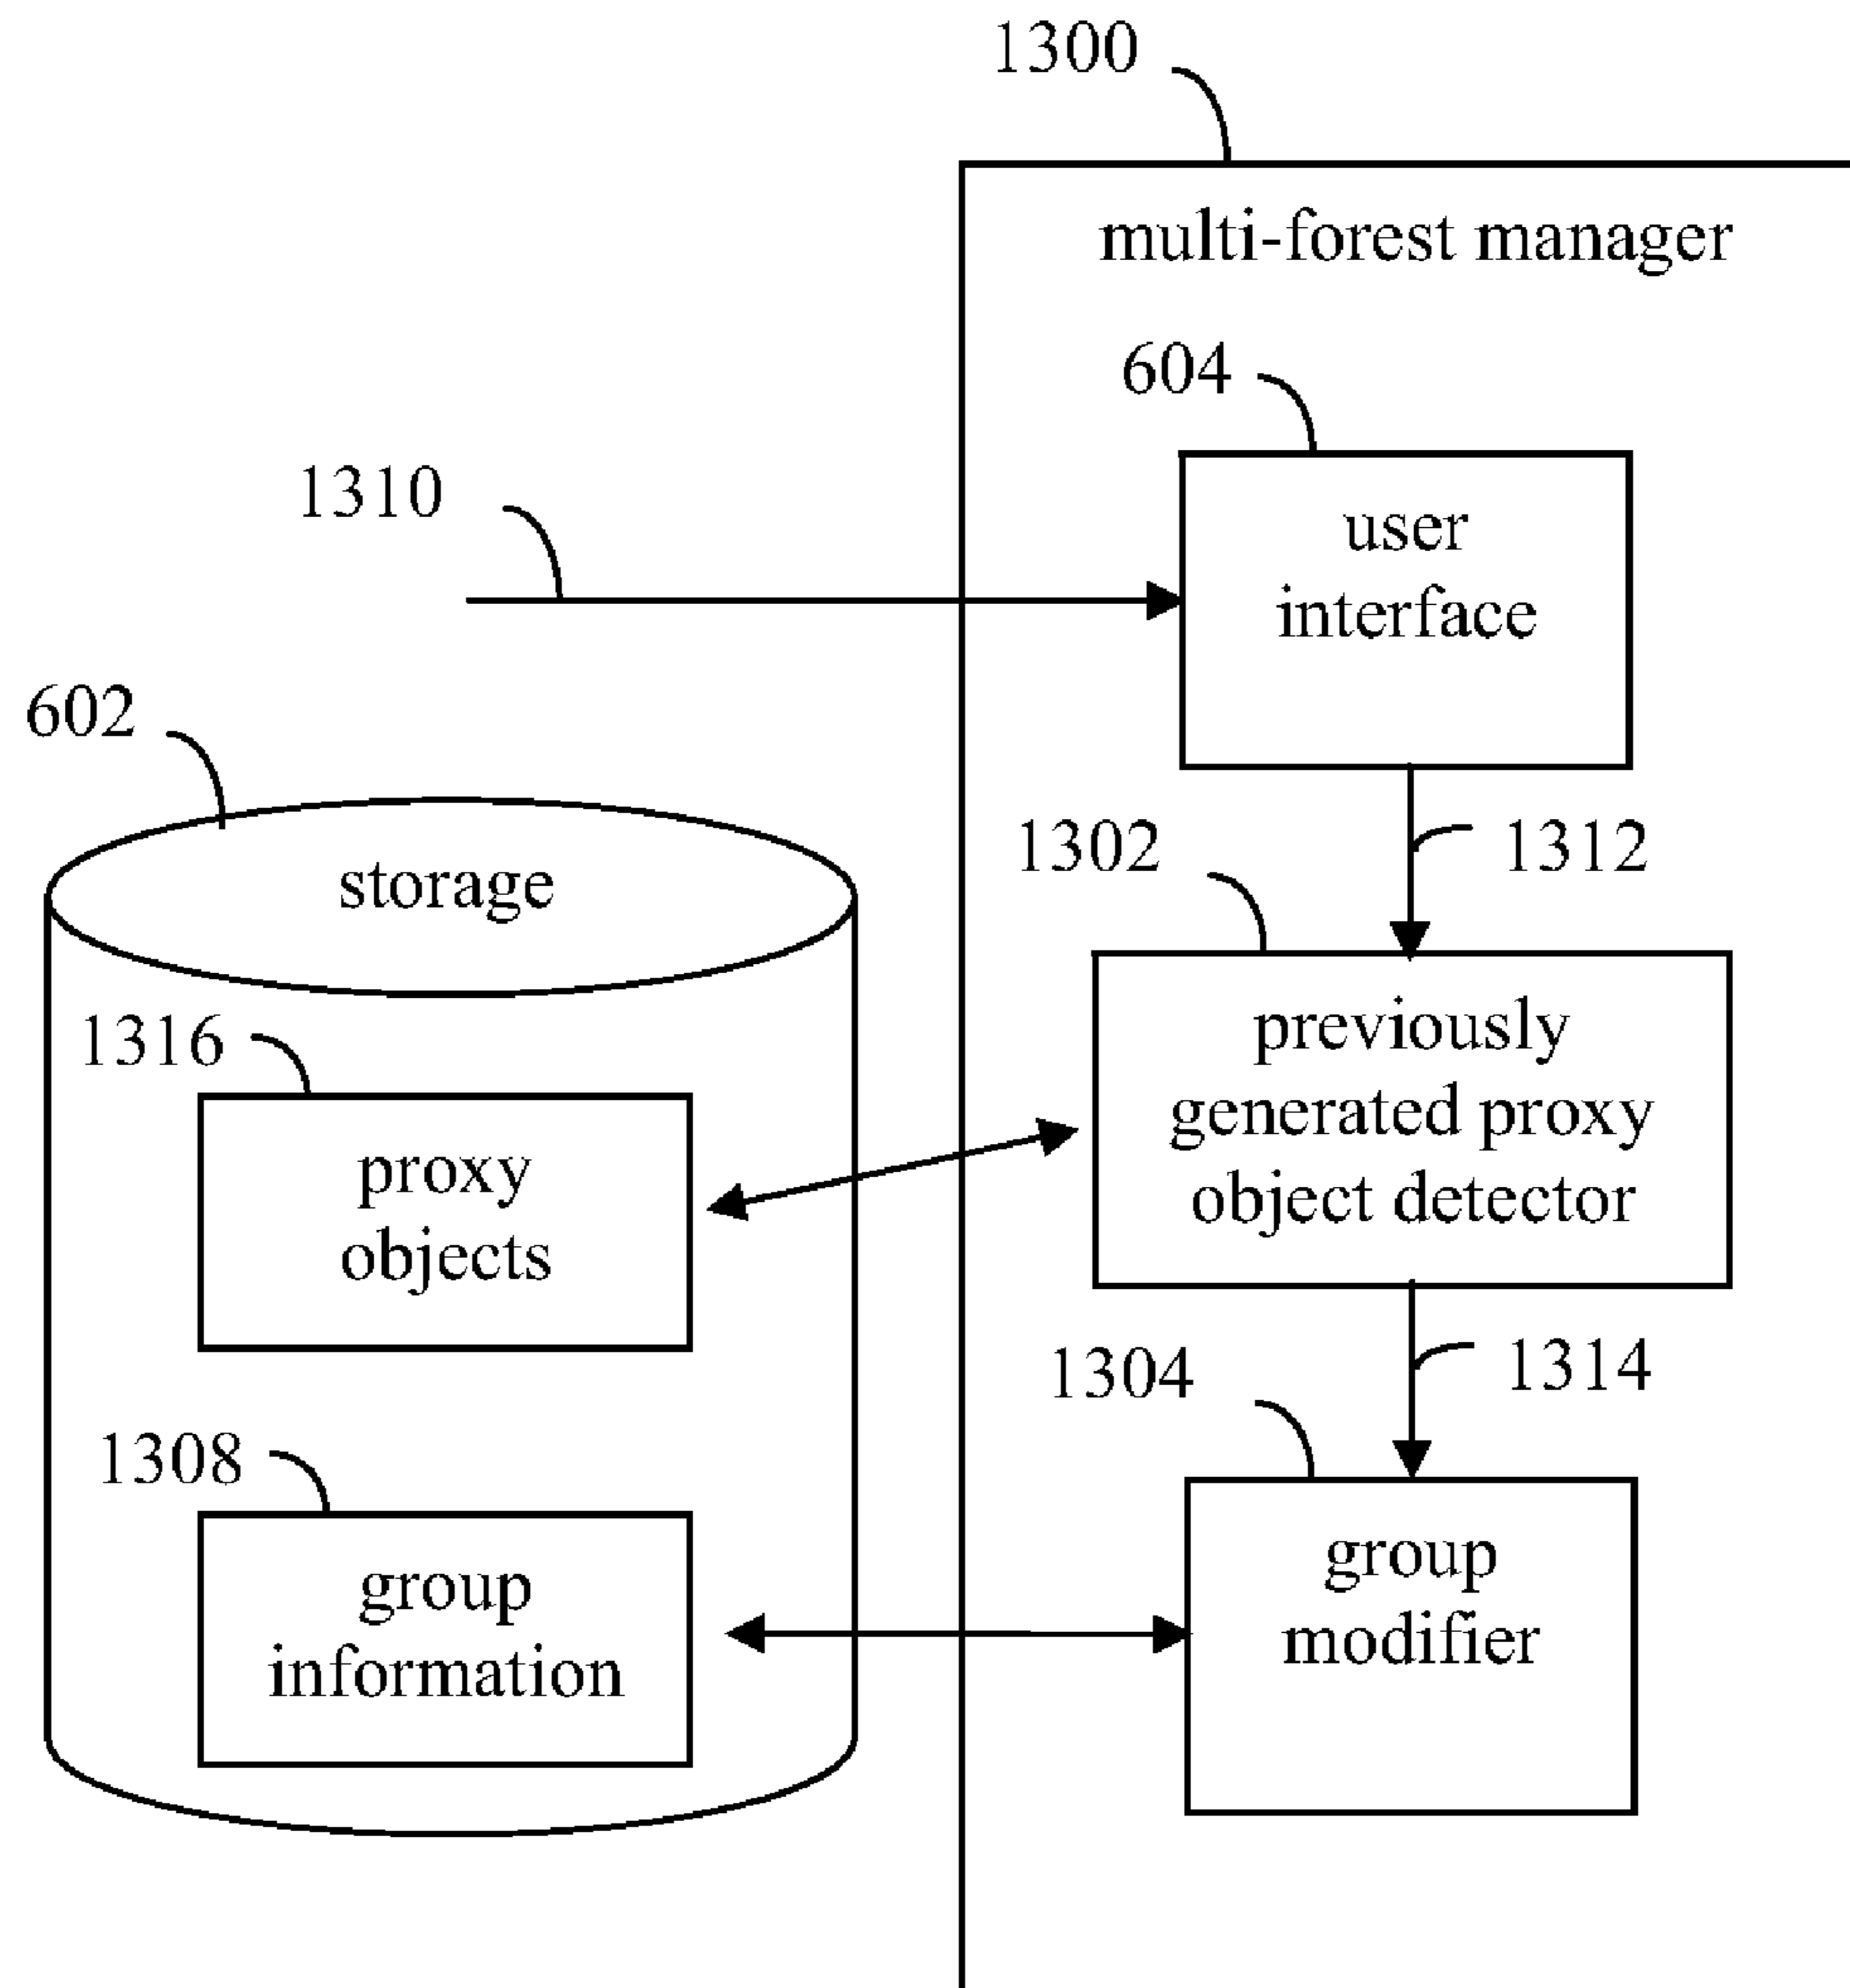 1300
multi-forest manager
604
user
interface
1310
602
storage
1302
1312
previously
generated proxy
object detector
1316
proxy
objects
1304
1314
1308
group
information
group
modifier